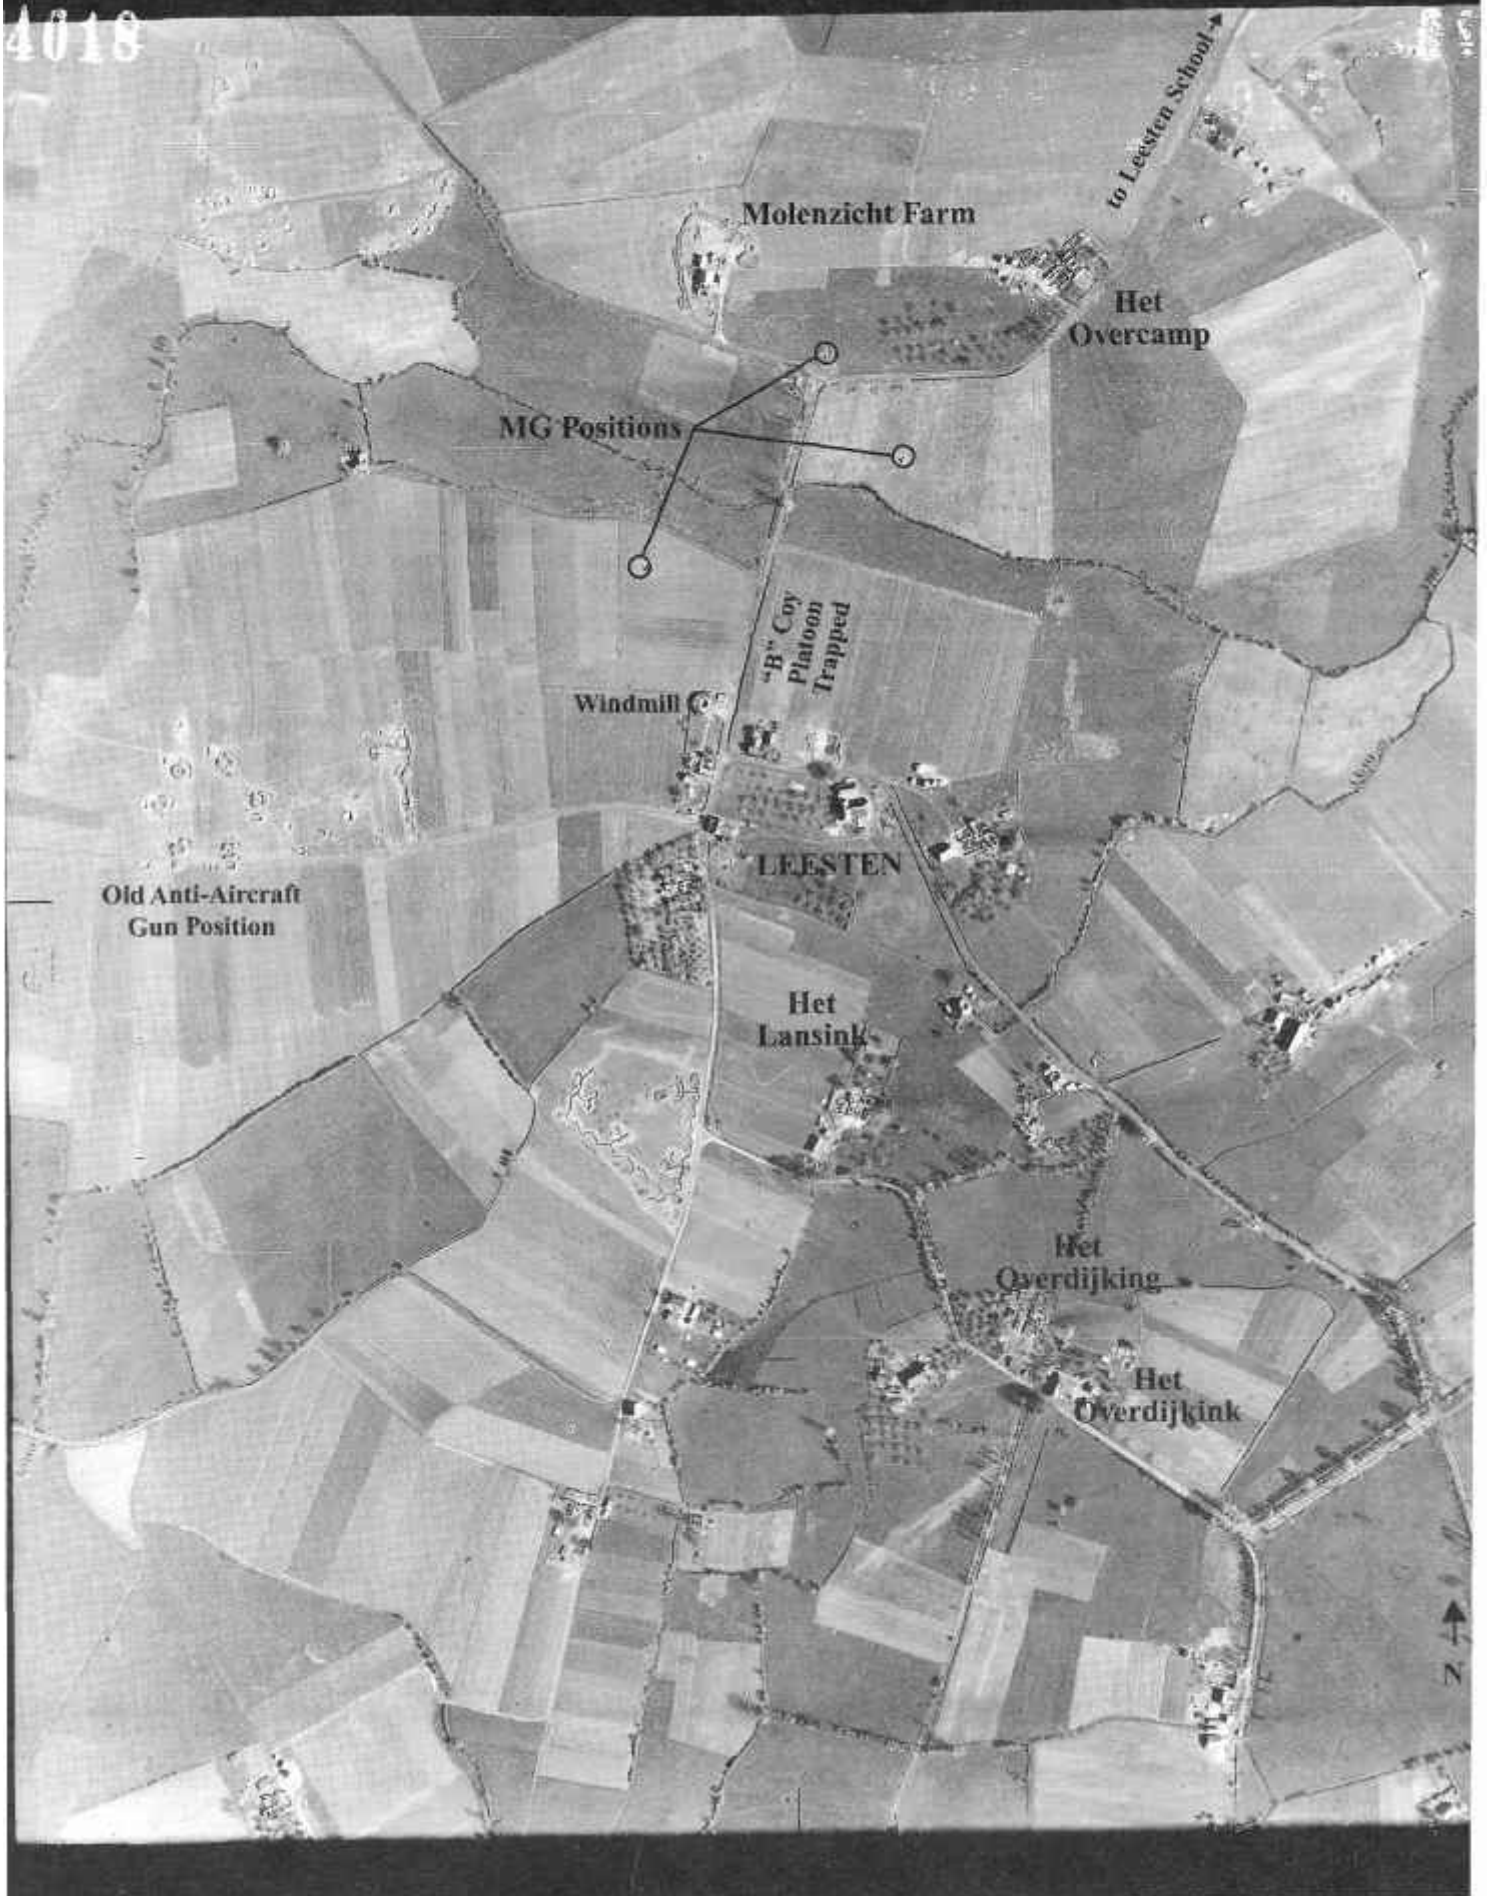 4018
to Leesten School
Molenzicht Farm
Het
Overcamp
MG Positions
"B" Coy
Platoon
Trapped
Windmill
LEESTEN
Old Anti-Aircraft
Gun Position
Het
Lansink
Het
Overdijking
Het
Overdijkink
N